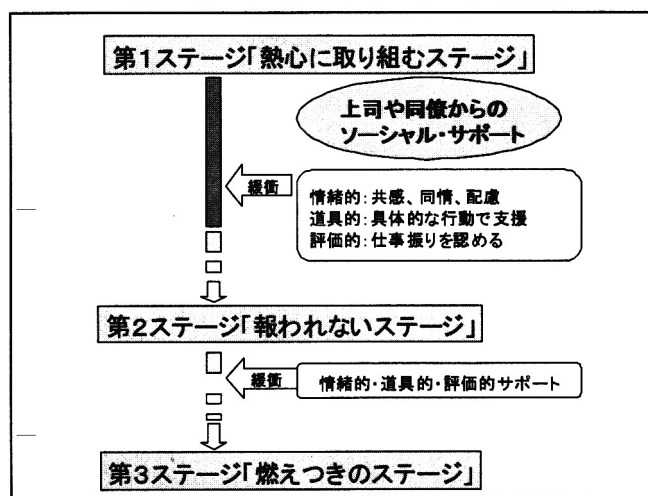 第1ステージ「熱心に取り組むステージ」
上司や同僚からの
ソーシャル・サポート
緩衝
情緒的：共感、同情、配慮
道具的：具体的な行動で支援
評価的：仕事振りを認める
第2ステージ「報われないステージ」
緩衝
情緒的・道具的・評価的サポート
第3ステージ「燃えつきのステージ」